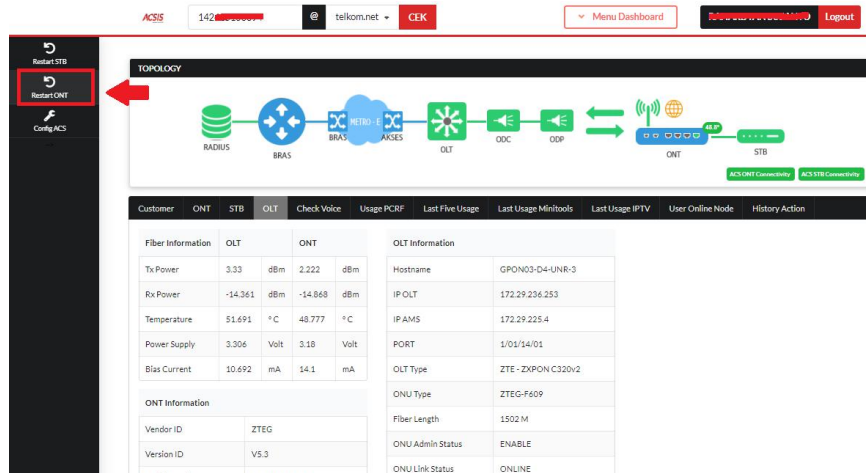 ACSIS
@
telkom.net
CEK
Menu Dashboard
Logout
Restart STB
Restart ONT
Config ACS
TOPOLOGY
RADIUS
BRAS
BRAS
METRO - E
AKSES
OLT
ODC
ODP
48.8°
ONT
STB
ACS ONT Connectivity
ACS STB Connectivity
Customer ONT STB OLT Check Voice Usage PCRF Last Five Usage Last Usage Minitools Last Usage IPTV User Online Node History Action
Fiber Information OLT ONT
Tx Power 3.33 dBm 2.222 dBm
Rx Power -14.361 dBm -14.868 dBm
Temperature 51.691 °C 48.777 °C
Power Supply 3.306 Volt 3.18 Volt
Bias Current 10.692 mA 14.1 mA
ONT Information
Vendor ID ZTEG
Version ID V5.3
OLT Information
Hostname GPON03-D4-UNR-3
IP OLT 172.29.236.253
IP AMS 172.29.225.4
PORT 1/01/14/01
OLT Type ZTE - ZXPON C320v2
ONU Type ZTEG-F609
Fiber Length 1502 M
ONU Admin Status ENABLE
ONU Link Status ONLINE